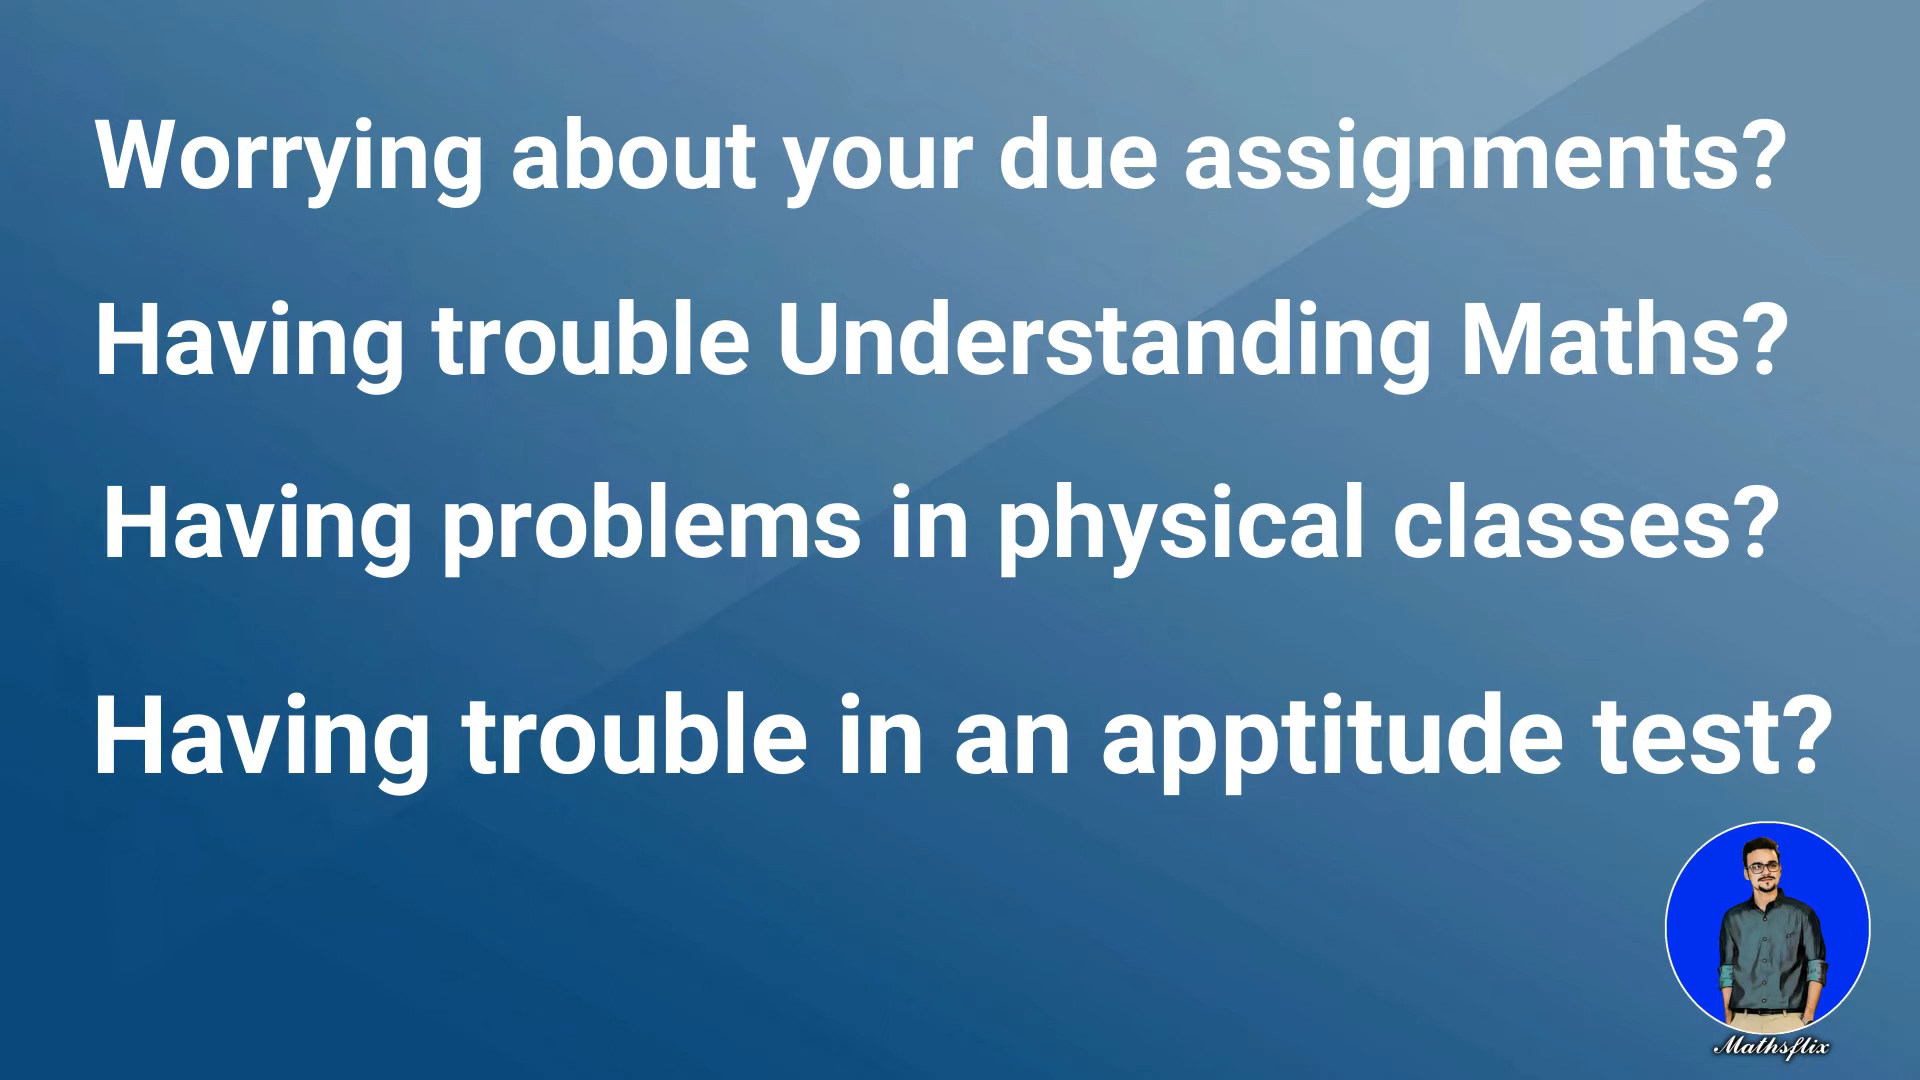 Worrying about your due assignments?
Having trouble Understanding Maths?
Having problems in physical classes?
Having trouble in an apptitude test?
Mathsflix